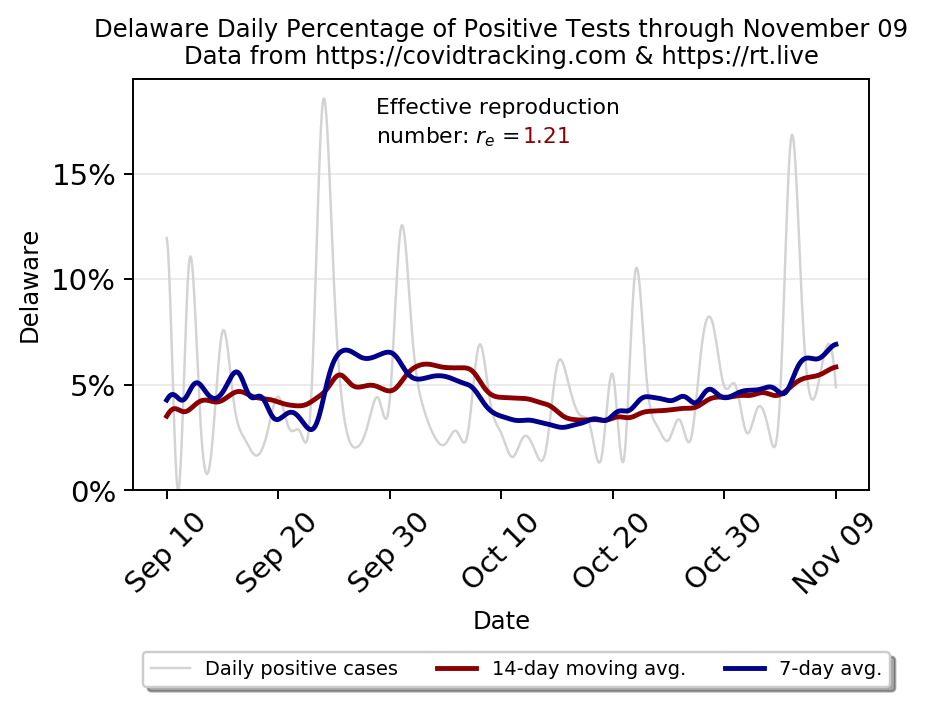 Delaware Daily Percentage of Positive Tests through November 09
Data from https://covidtracking.com & https://rt.live
Effective reproduction
number: rₑ =1.21
15%
10%
5%
0%
Delaware
Sep 10
Sep 20
Sep 30
Oct 10
Oct 20
Oct 30
Nov 09
Date
Daily positive cases
14-day moving avg.
7-day avg.